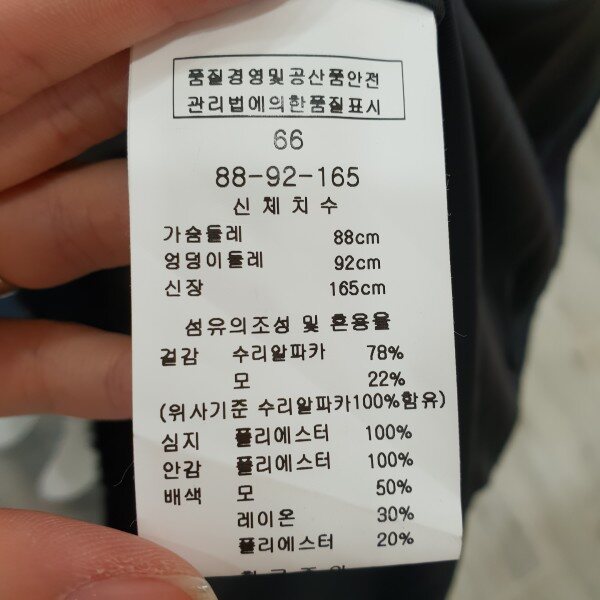 품질경영및공산품안전
관리법에의한품질표시
66
88-92-165
신체치수
가슴둘레 88cm
엉덩이둘레 92cm
신장 165cm
섬유의조성 및 혼용율
겉감 수리알파카 78%
모 22%
(위사기준 수리알파카100%함유)
심지 폴리에스터 100%
안감 폴리에스터 100%
배색 모 50%
레이온 30%
폴리에스터 20%